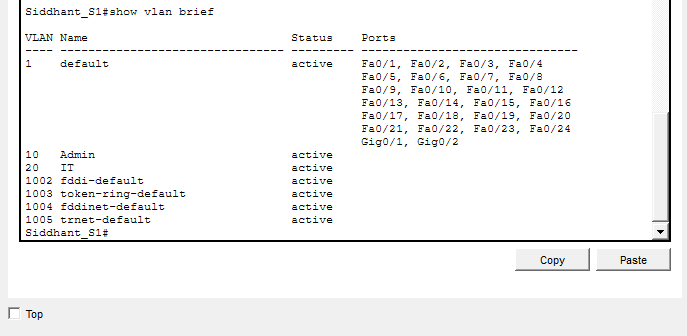 Siddhant_S1#show vlan brief
VLAN Name                             Status    Ports
---- -------------------------------- --------- -------------------------------
1    default                          active    Fa0/1, Fa0/2, Fa0/3, Fa0/4
                                                Fa0/5, Fa0/6, Fa0/7, Fa0/8
                                                Fa0/9, Fa0/10, Fa0/11, Fa0/12
                                                Fa0/13, Fa0/14, Fa0/15, Fa0/16
                                                Fa0/17, Fa0/18, Fa0/19, Fa0/20
                                                Fa0/21, Fa0/22, Fa0/23, Fa0/24
                                                Gig0/1, Gig0/2
10   Admin                            active
20   IT                               active
1002 fddi-default                     active
1003 token-ring-default               active
1004 fddinet-default                  active
1005 trnet-default                    active
Siddhant_S1#
Copy Paste
Top